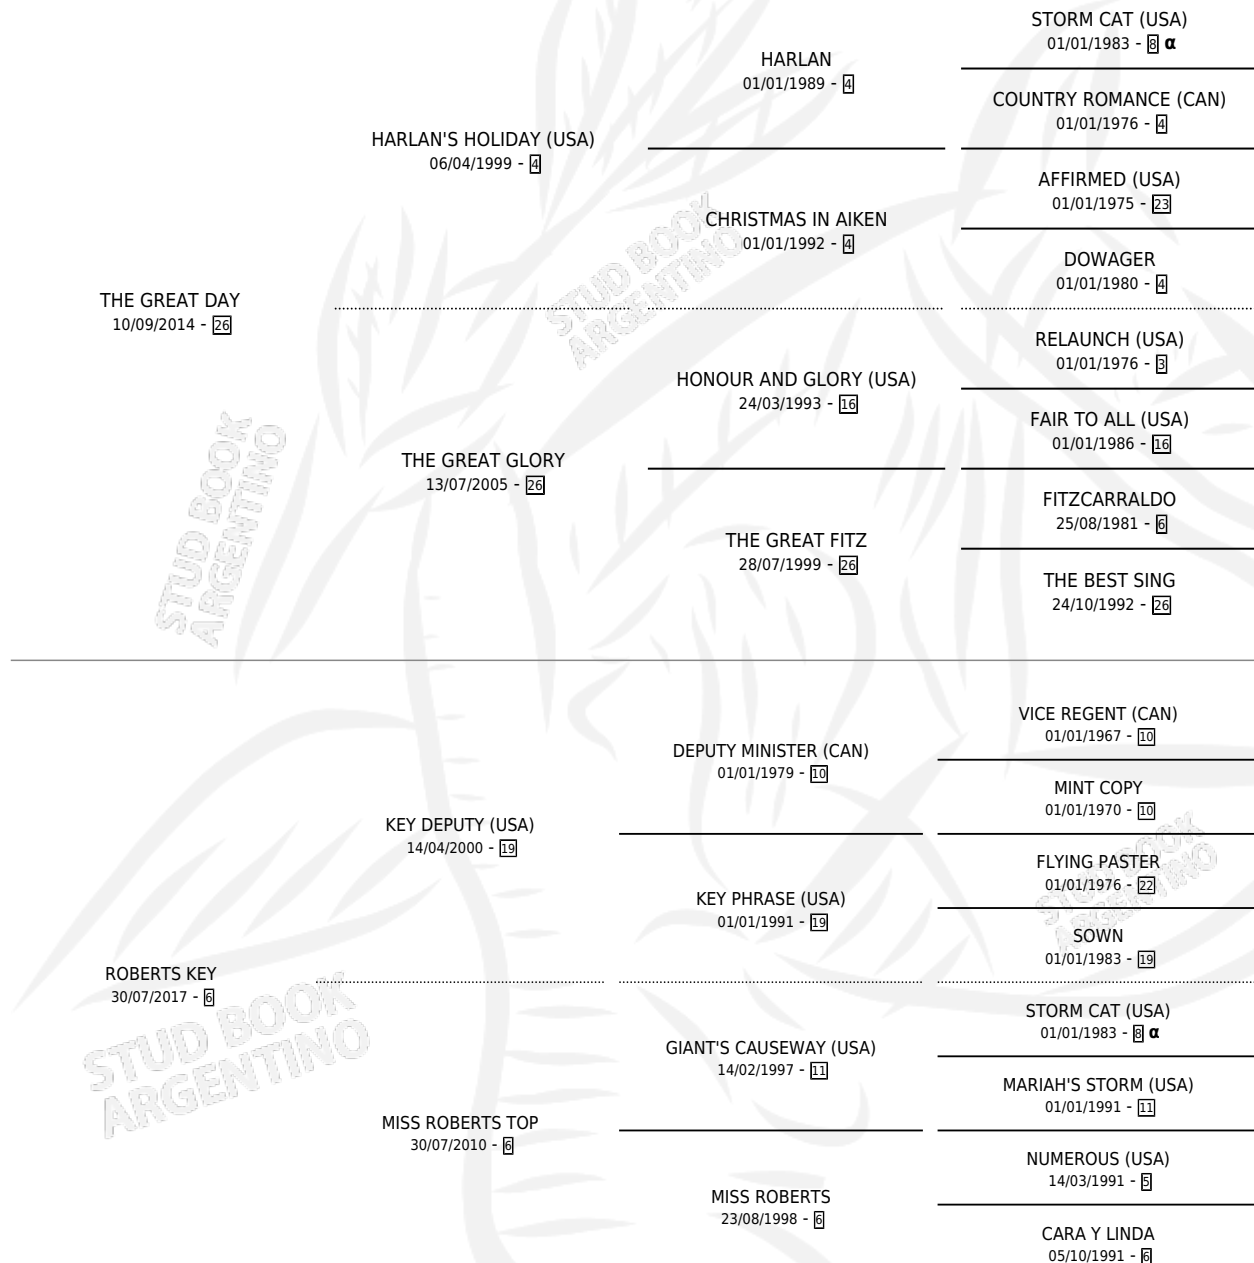 STORM CAT (USA)
01/01/1983 - 8 α
HARLAN
01/01/1989 - 4
COUNTRY ROMANCE (CAN)
01/01/1976 - 4
HARLAN'S HOLIDAY (USA)
06/04/1999 - 4
AFFIRMED (USA)
01/01/1975 - 23
CHRISTMAS IN AIKEN
01/01/1992 - 4
DOWAGER
01/01/1980 - 4
THE GREAT DAY
10/09/2014 - 26
RELAUNCH (USA)
01/01/1976 - 3
HONOUR AND GLORY (USA)
24/03/1993 - 16
FAIR TO ALL (USA)
01/01/1986 - 16
THE GREAT GLORY
13/07/2005 - 26
FITZCARRALDO
25/08/1981 - 6
THE GREAT FITZ
28/07/1999 - 26
THE BEST SING
24/10/1992 - 26
VICE REGENT (CAN)
01/01/1967 - 10
DEPUTY MINISTER (CAN)
01/01/1979 - 10
MINT COPY
01/01/1970 - 10
KEY DEPUTY (USA)
14/04/2000 - 19
FLYING PASTER
01/01/1976 - 22
KEY PHRASE (USA)
01/01/1991 - 19
SOWN
01/01/1983 - 19
ROBERTS KEY
30/07/2017 - 6
STORM CAT (USA)
01/01/1983 - 8 α
GIANT'S CAUSEWAY (USA)
14/02/1997 - 11
MARIAH'S STORM (USA)
01/01/1991 - 11
MISS ROBERTS TOP
30/07/2010 - 6
NUMEROUS (USA)
14/03/1991 - 5
MISS ROBERTS
23/08/1998 - 6
CARA Y LINDA
05/10/1991 - 6
STUD BOOK
ARGENTINO
STUD BOOK
ARGENTINO
STUD BOOK
ARGENTINO
STUD BOOK
ARGENTINO